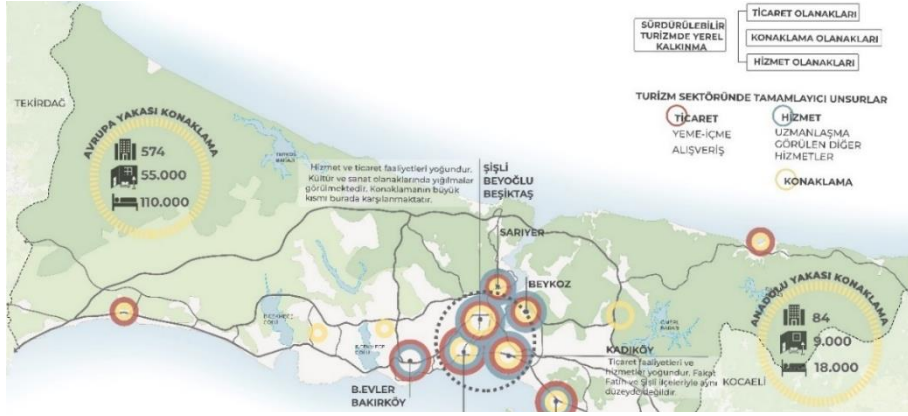 SÜRDÜRÜLEBİLİR
TURİZMDE YEREL
KALKINMA
TİCARET OLANAKLARI
KONAKLAMA OLANAKLARI
HİZMET OLANAKLARI
TURİZM SEKTÖRÜNDE TAMAMLAYICI UNSURLAR
TİCARET
YEME-İÇME
ALIŞVERİŞ
HİZMET
UZMANLAŞMA
GÖRÜLEN DİĞER
HİZMETLER
KONAKLAMA
TEKİRDAĞ
AVRUPA YAKASI KONAKLAMA
574
55.000
110.000
Hizmet ve ticaret faaliyetleri yoğundur.
Kültür ve sanat olanaklarında yığılmalar
görülmektedir. Konaklamanın büyük
kısmı burada karşılanmaktadır.
ŞİŞLİ
BEYOĞLU
BEŞİKTAŞ
SARIYER
BEYKOZ
ANADOLU YAKASI KONAKLAMA
84
9.000
18.000
KADIKÖY
Ticaret faaliyetleri ve
hizmetler yoğundur. Fakat
Fatih ve Şişli ilçeleriyle aynı
düzeyde değildir.
KOCAELİ
B.EVLER
BAKIRKÖY